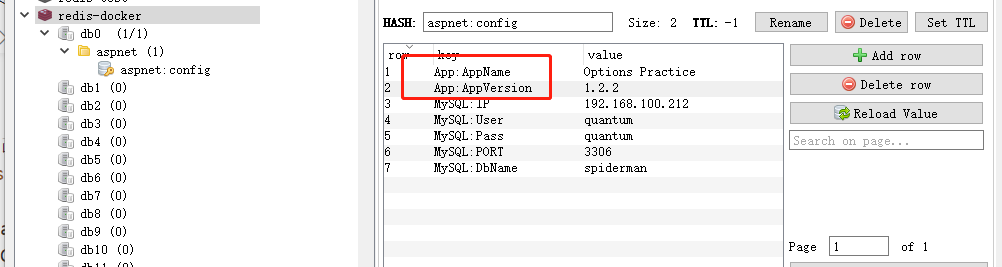 redis-docker
db0 (1/1)
aspnet (1)
aspnet:config
db1 (0)
db2 (0)
db3 (0)
db4 (0)
db5 (0)
db6 (0)
db7 (0)
db8 (0)
db9 (0)
db10 (0)
HASH: aspnet:config Size: 2 TTL: -1 Rename Delete Set TTL
row key value
1 App:AppName Options Practice
2 App:AppVersion 1.2.2
3 MySQL:IP 192.168.100.212
4 MySQL:User quantum
5 MySQL:Pass quantum
6 MySQL:PORT 3306
7 MySQL:DbName spiderman
Add row
Delete row
Reload Value
Search on page...
Page 1 of 1